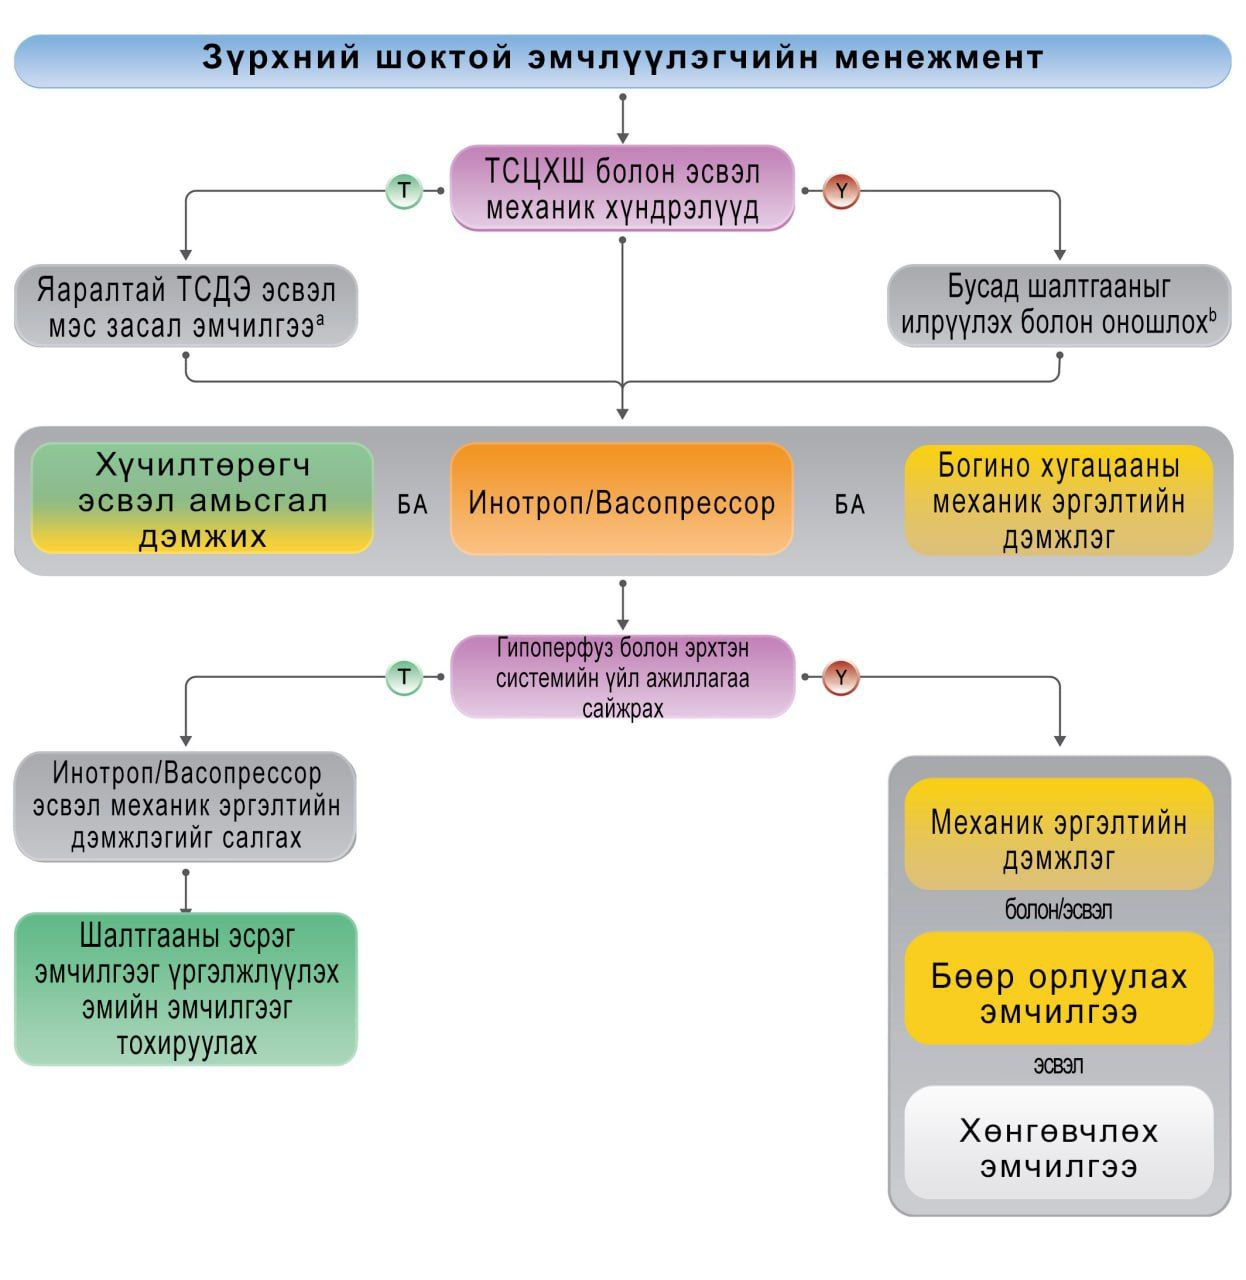 Зүрхний шоктой эмчлүүлэгчийн менежмент
ТСЦХШ болон эсвэл
механик хүндрэлүүд
Т
Ү
Яаралтай ТСДЭ эсвэл
мэс засал эмчилгээᵃ
Бусад шалтгааныг
илрүүлэх болон оношлохᵇ
Хүчилтөрөгч
эсвэл амьсгал
дэмжих
БА
Инотроп/Васопрессор
БА
Богино хугацааны
механик эргэлтийн
дэмжлэг
Гипоперфуз болон эрхтэн
системийн үйл ажиллагаа
сайжрах
Т
Ү
Инотроп/Васопрессор
эсвэл механик эргэлтийн
дэмжлэгийг салгах
Шалтгааны эсрэг
эмчилгээг үргэлжлүүлэх
эмийн эмчилгээг
тохируулах
Механик эргэлтийн
дэмжлэг
болон/эсвэл
Бөөр орлуулах
эмчилгээ
эсвэл
Хөнгөвчлөх
эмчилгээ